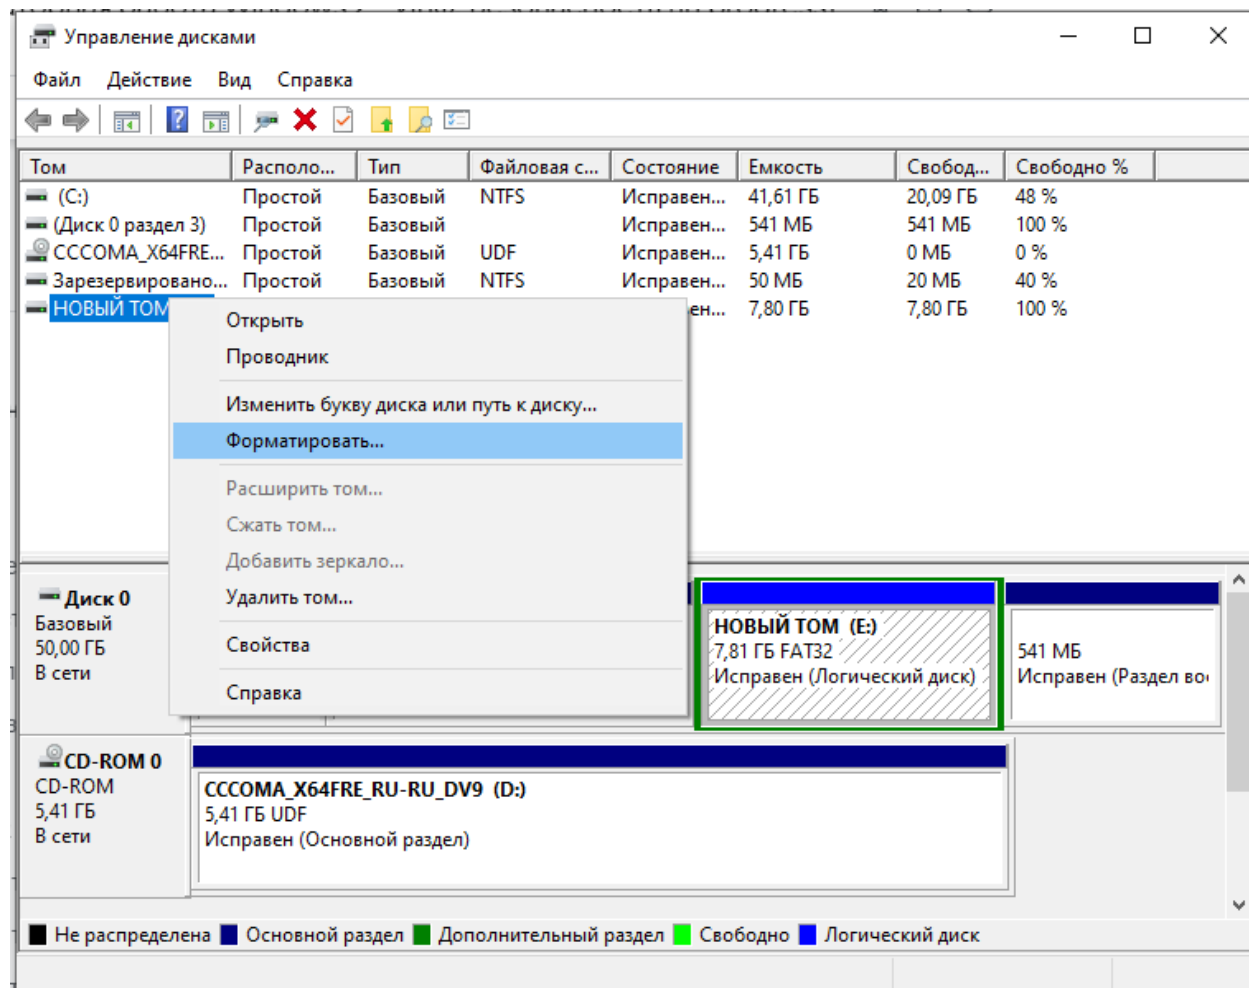 Управление дисками
Файл Действие Вид Справка
Том Располо... Тип Файловая с... Состояние Емкость Свобод... Свободно %
(C:) Простой Базовый NTFS Исправен... 41,61 ГБ 20,09 ГБ 48 %
(Диск 0 раздел 3) Простой Базовый Исправен... 541 МБ 541 МБ 100 %
CCCOMA_X64FRE... Простой Базовый UDF Исправен... 5,41 ГБ 0 МБ 0 %
Зарезервировано... Простой Базовый NTFS Исправен... 50 МБ 20 МБ 40 %
НОВЫЙ ТОМ ен... 7,80 ГБ 7,80 ГБ 100 %
Открыть
Проводник
Изменить букву диска или путь к диску...
Форматировать...
Расширить том...
Сжать том...
Добавить зеркало...
Удалить том...
Свойства
Справка
Диск 0
Базовый
50,00 ГБ
В сети
НОВЫЙ ТОМ (E:)
7,81 ГБ FAT32
Исправен (Логический диск)
541 МБ
Исправен (Раздел во
CD-ROM 0
CD-ROM
5,41 ГБ
В сети
CCCOMA_X64FRE_RU-RU_DV9 (D:)
5,41 ГБ UDF
Исправен (Основной раздел)
Не распределена Основной раздел Дополнительный раздел Свободно Логический диск